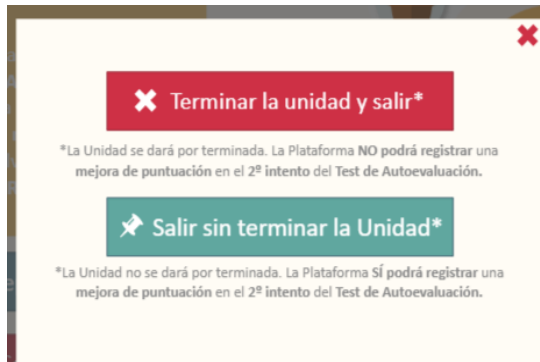 Terminar la unidad y salir*
*La Unidad se dará por terminada. La Plataforma NO podrá registrar una
mejora de puntuación en el 2º intento del Test de Autoevaluación.
Salir sin terminar la Unidad*
*La Unidad no se dará por terminada. La Plataforma SÍ podrá registrar una
mejora de puntuación en el 2º intento del Test de Autoevaluación.